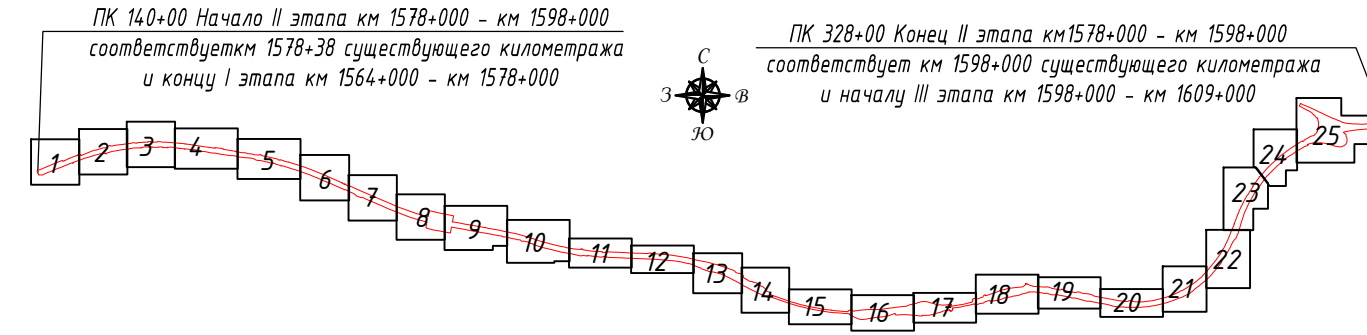 ПК 140+00 Начало II этапа км 1578+000 - км 1598+000
соответствуеткм 1578+38 существующего километража
и концу I этапа км 1564+000 - км 1578+000
ПК 328+00 Конец II этапа км1578+000 - км 1598+000
соответствует км 1598+000 существующего километража
и началу III этапа км 1598+000 - км 1609+000
С
З
В
Ю
1
2
3
4
5
6
7
8
9
10
11
12
13
14
15
16
17
18
19
20
21
22
23
24
25